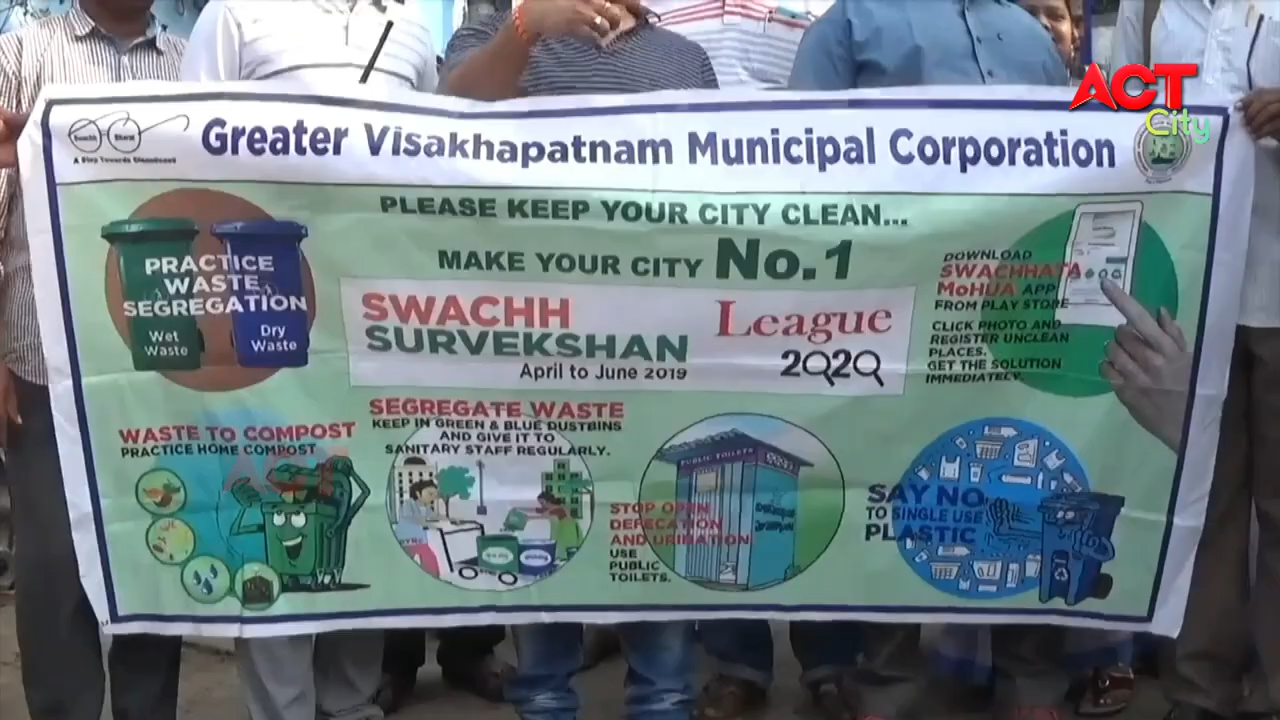 ACT
City
Swachh Bharat
Greater Visakhapatnam Municipal Corporation
PLEASE KEEP YOUR CITY CLEAN...
MAKE YOUR CITY No.1
PRACTICE
WASTE
SEGREGATION
Wet
Waste
Dry
Waste
SWACHH
SURVEKSHAN
April to June 2019
League
2020
DOWNLOAD
SWACHHATA
MoHUA APP
FROM PLAY STORE
CLICK PHOTO AND
REGISTER UNCLEAN
PLACES.
GET THE SOLUTION
IMMEDIATELY.
WASTE TO COMPOST
PRACTICE HOME COMPOST
SEGREGATE WASTE
KEEP IN GREEN & BLUE DUSTBINS
AND GIVE IT TO
SANITARY STAFF REGULARLY.
PUBLIC TOILETS
STOP OPEN
DEFECATION
AND URINATION
USE
PUBLIC
TOILETS.
SAY NO
TO SINGLE USE
PLASTIC